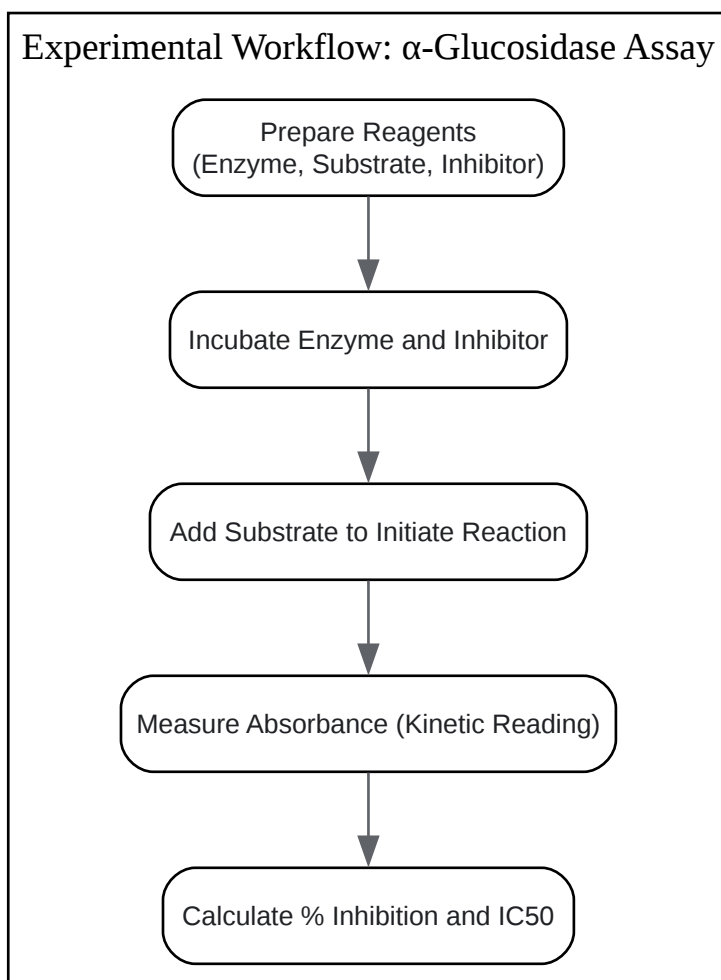 Experimental Workflow: α-Glucosidase Assay
Prepare Reagents
(Enzyme, Substrate, Inhibitor)
Incubate Enzyme and Inhibitor
Add Substrate to Initiate Reaction
Measure Absorbance (Kinetic Reading)
Calculate % Inhibition and IC50